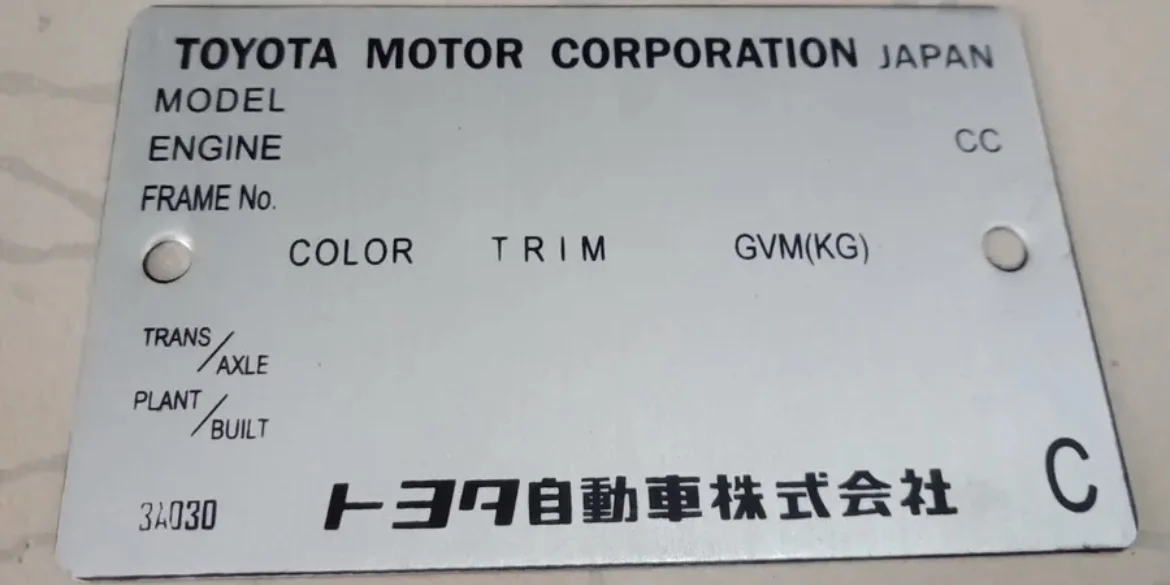 TOYOTA MOTOR CORPORATION JAPAN
MODEL
ENGINE CC
FRAME No.
COLOR TRIM GVM(KG)
TRANS/AXLE
PLANT/BUILT
C
3A030 トヨタ自動車株式会社